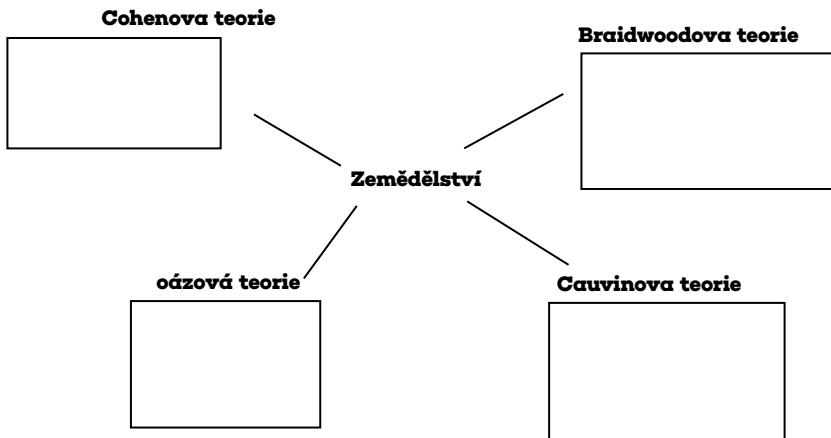 Cohenova teorie
Braidwoodova teorie
Zemědělství
oázová teorie
Cauvinova teorie